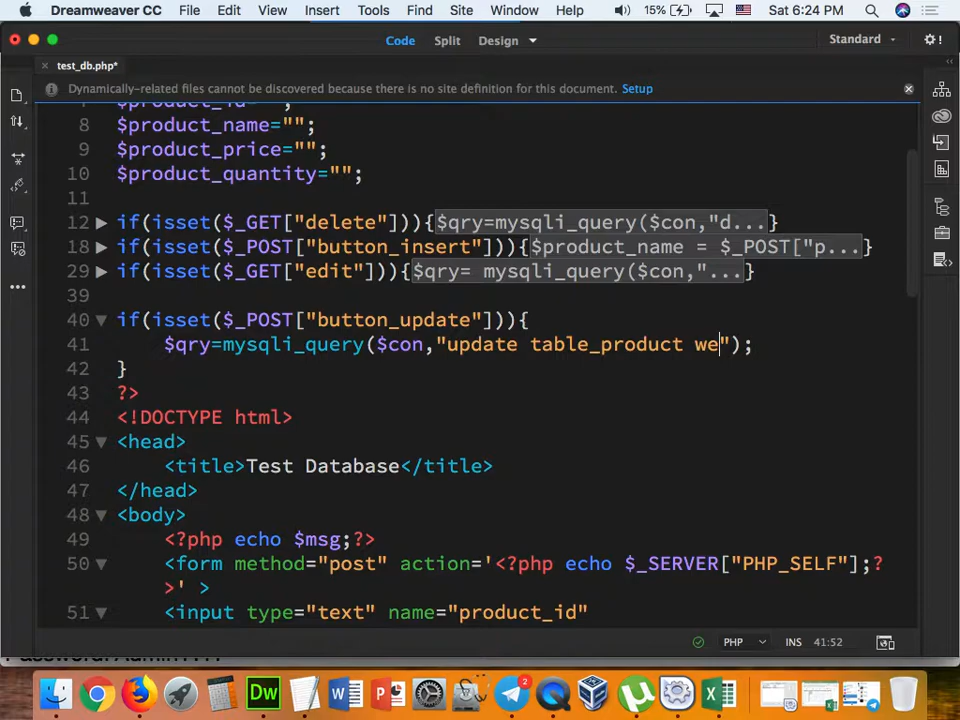 Dreamweaver CC File Edit View Insert Tools Find Site Window Help 15% Sat 6:24 PM
Code Split Design Standard
test_db.php*
Dynamically-related files cannot be discovered because there is no site definition for this document. Setup
8 $product_name="";
9 $product_price="";
10 $product_quantity="";
11
12 if(isset($_GET["delete"])){$qry=mysqli_query($con,"d...}
18 if(isset($_POST["button_insert"])){$product_name = $_POST["p...}
29 if(isset($_GET["edit"])){$qry= mysqli_query($con,"...}
39
40 if(isset($_POST["button_update"])){
41 $qry=mysqli_query($con,"update table_product we");
42 }
43 ?>
44 <!DOCTYPE html>
45 <head>
46 <title>Test Database</title>
47 </head>
48 <body>
49 <?php echo $msg;?>
50 <form method="post" action='<?php echo $_SERVER["PHP_SELF"];?
>' >
51 <input type="text" name="product_id"
PHP INS 41:52
Dw
2